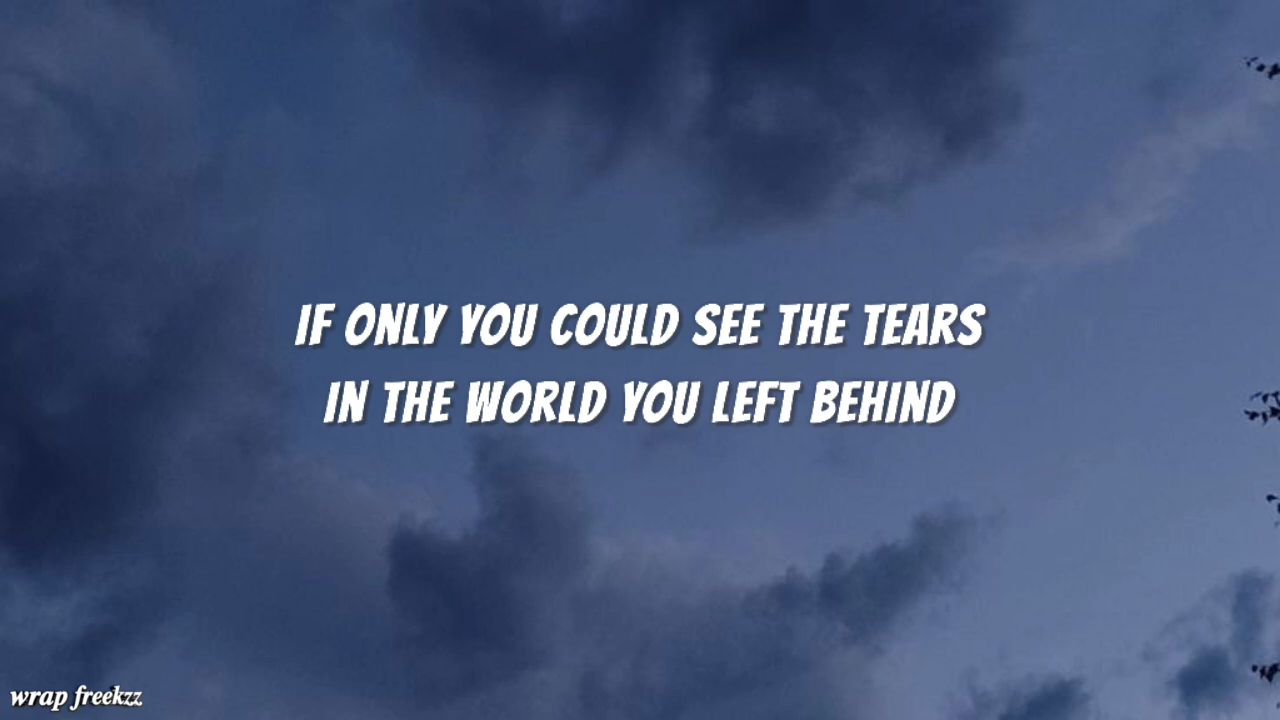 IF ONLY YOU COULD SEE THE TEARS
IN THE WORLD YOU LEFT BEHIND
wrap freekzz